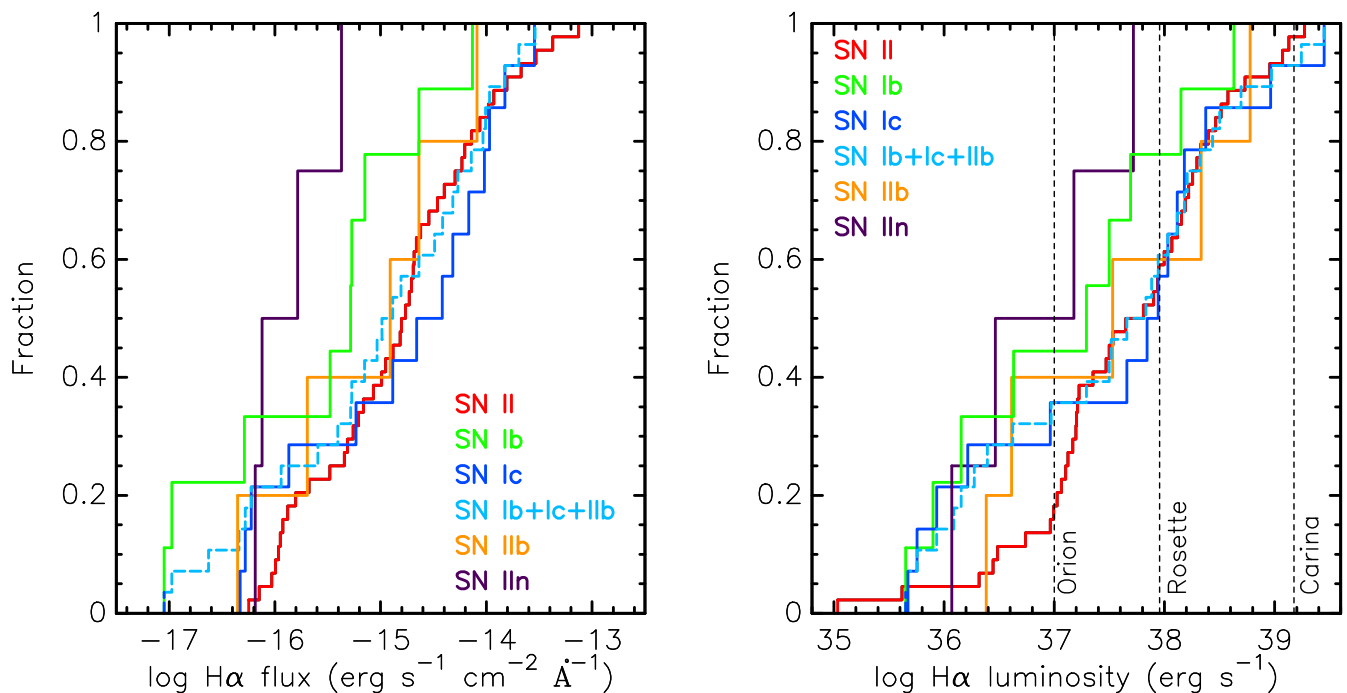 1
0.8
0.6
0.4
0.2
0
Fraction
SN II
SN Ib
SN Ic
SN Ib+Ic+IIb
SN IIb
SN IIn
−17 −16 −15 −14 −13
log Hα flux (erg s⁻¹ cm⁻² Å⁻¹)
1
0.8
0.6
0.4
0.2
0
Fraction
SN II
SN Ib
SN Ic
SN Ib+Ic+IIb
SN IIb
SN IIn
Orion
Rosette
Carina
35 36 37 38 39
log Hα luminosity (erg s⁻¹)